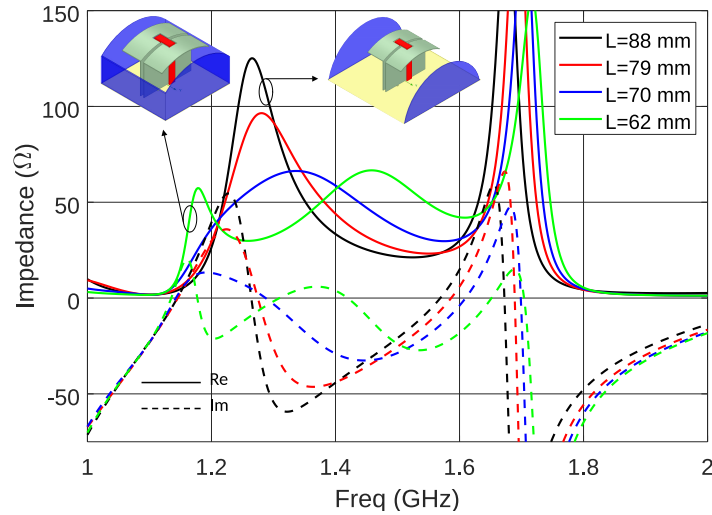 150
100
50
0
-50
Impedance (Ω)
L=88 mm
L=79 mm
L=70 mm
L=62 mm
Re
Im
1
1.2
1.4
1.6
1.8
2
Freq (GHz)